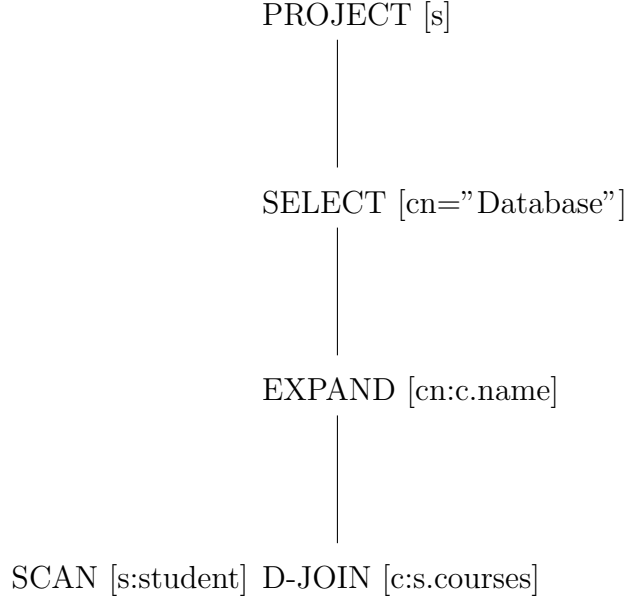 PROJECT [s]
SELECT [cn=”Database”]
EXPAND [cn:c.name]
SCAN [s:student] D-JOIN [c:s.courses]